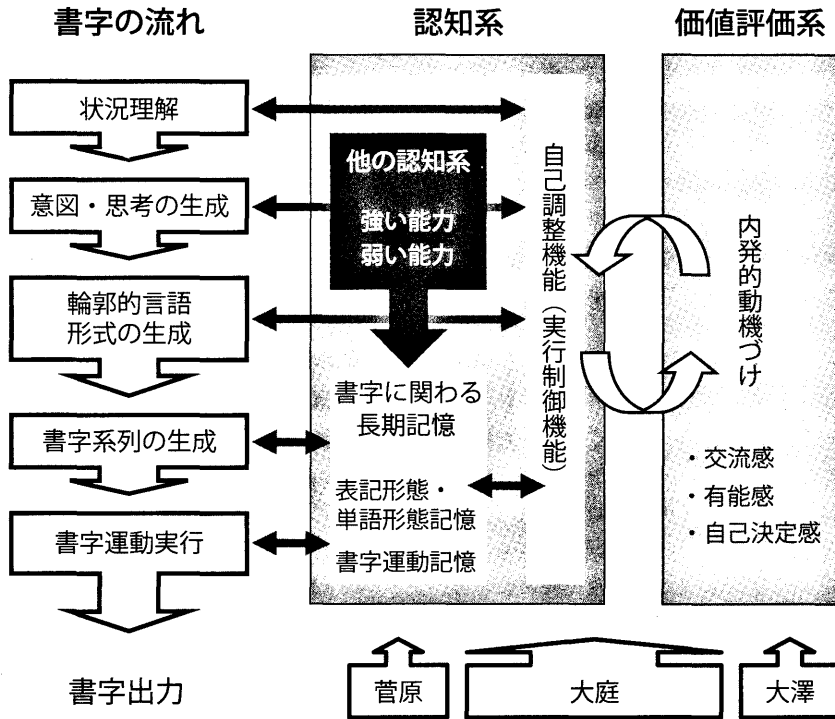 書字の流れ
認知系
価値評価系
状況理解
意図・思考の生成
輪郭的言語
形式の生成
書字系列の生成
書字運動実行
書字出力
他の認知系
強い能力
弱い能力
書字に関わる
長期記憶
表記形態・
単語形態記憶
書字運動記憶
自己調整機能（実行制御機能）
内発的動機づけ
・交流感
・有能感
・自己決定感
菅原
大庭
大澤